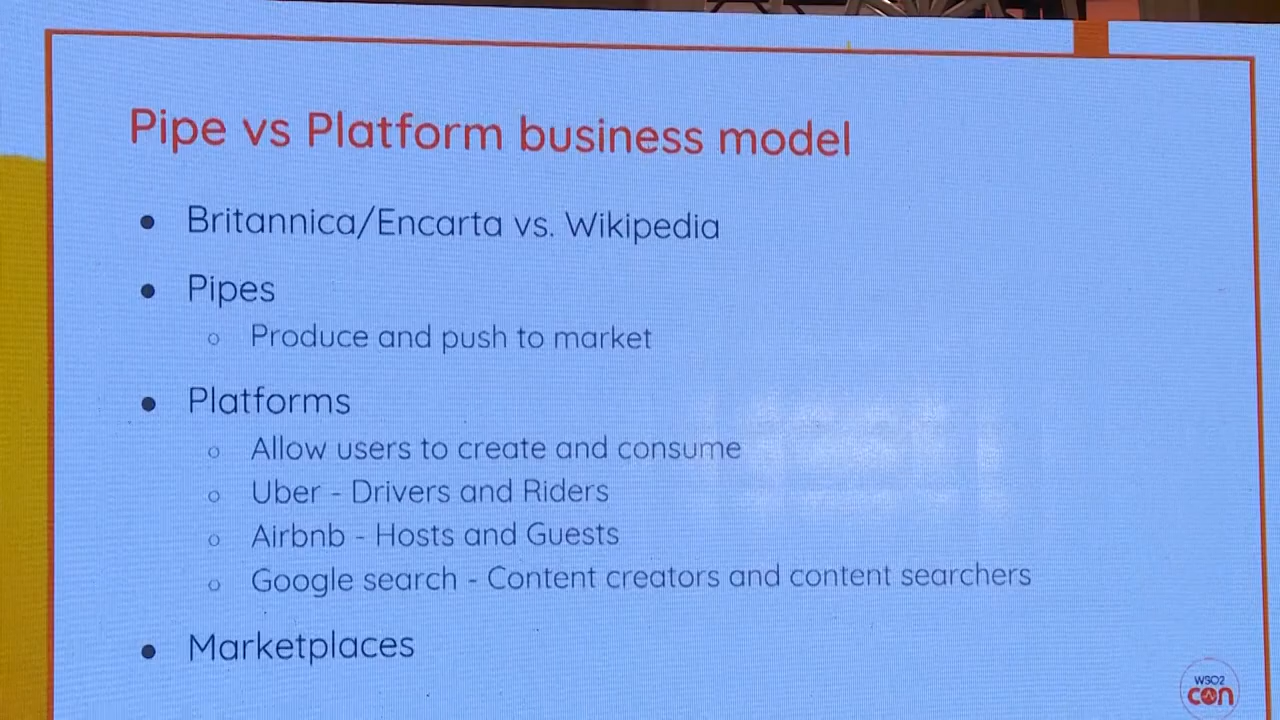 Pipe vs Platform business model
● Britannica/Encarta vs. Wikipedia
● Pipes
○ Produce and push to market
● Platforms
○ Allow users to create and consume
○ Uber - Drivers and Riders
○ Airbnb - Hosts and Guests
○ Google search - Content creators and content searchers
● Marketplaces
WSO2
con